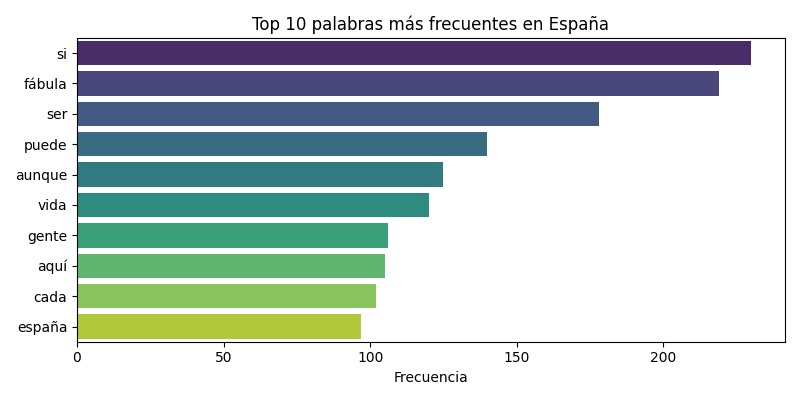 Top 10 palabras más frecuentes en España
si
fábula
ser
puede
aunque
vida
gente
aquí
cada
españa
0 50 100 150 200
Frecuencia